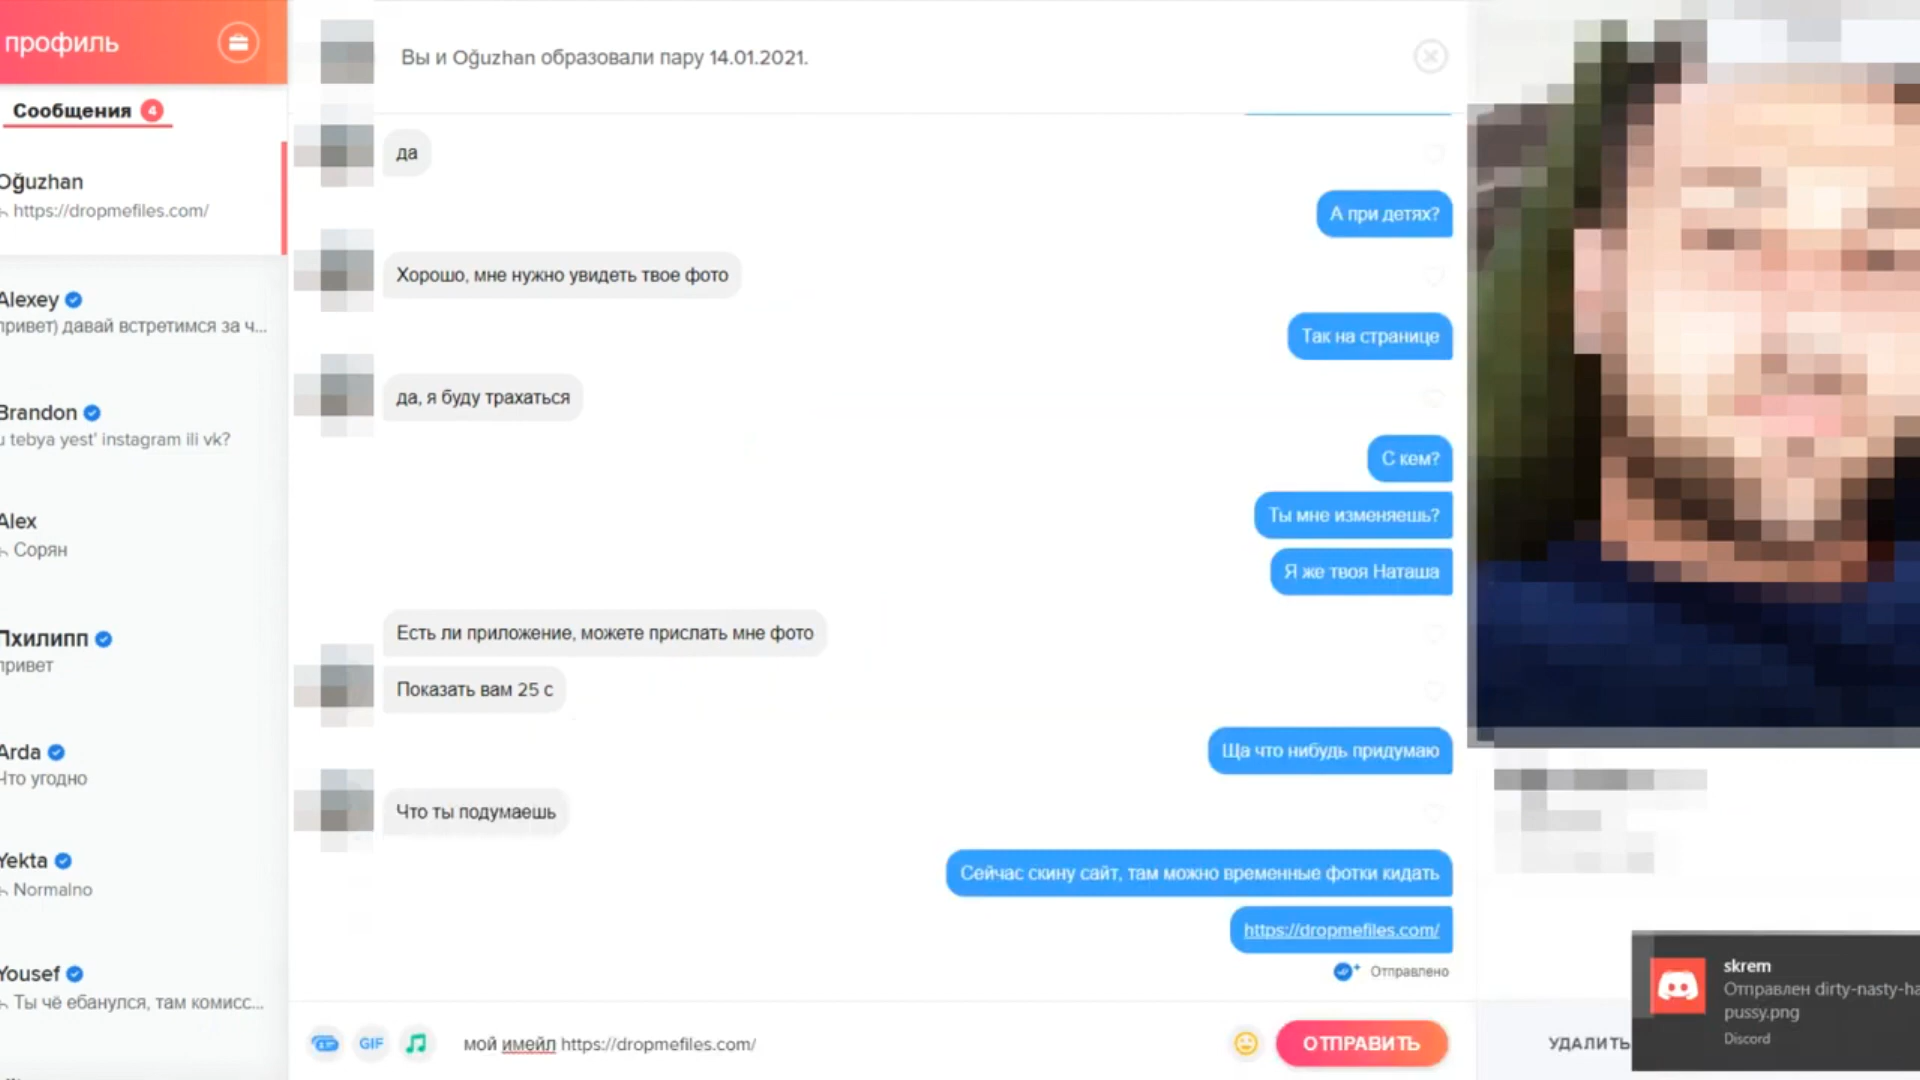 профиль
Сообщения 4
Oğuzhan
https://dropmefiles.com/
Alexey
привет) давай встретимся за ч...
Brandon
u tebya yest' instagram ili vk?
Alex
Сорян
Пхилипп
привет
Arda
Что угодно
Yekta
Normalno
Yousef
Ты чё ебанулся, там комисс...
Вы и Oğuzhan образовали пару 14.01.2021.
да
А при детях?
Хорошо, мне нужно увидеть твое фото
Так на странице
да, я буду трахаться
С кем?
Ты мне изменяешь?
Я же твоя Наташа
Есть ли приложение, можете прислать мне фото
Показать вам 25 с
Ща что нибудь придумаю
Что ты подумаешь
Сейчас скину сайт, там можно временные фотки кидать
https://dropmefiles.com/
Отправлено
GIF
мой имейл https://dropmefiles.com/
ОТПРАВИТЬ
УДАЛИТЬ
skrem
Отправлен dirty-nasty-ha
pussy.png
Discord